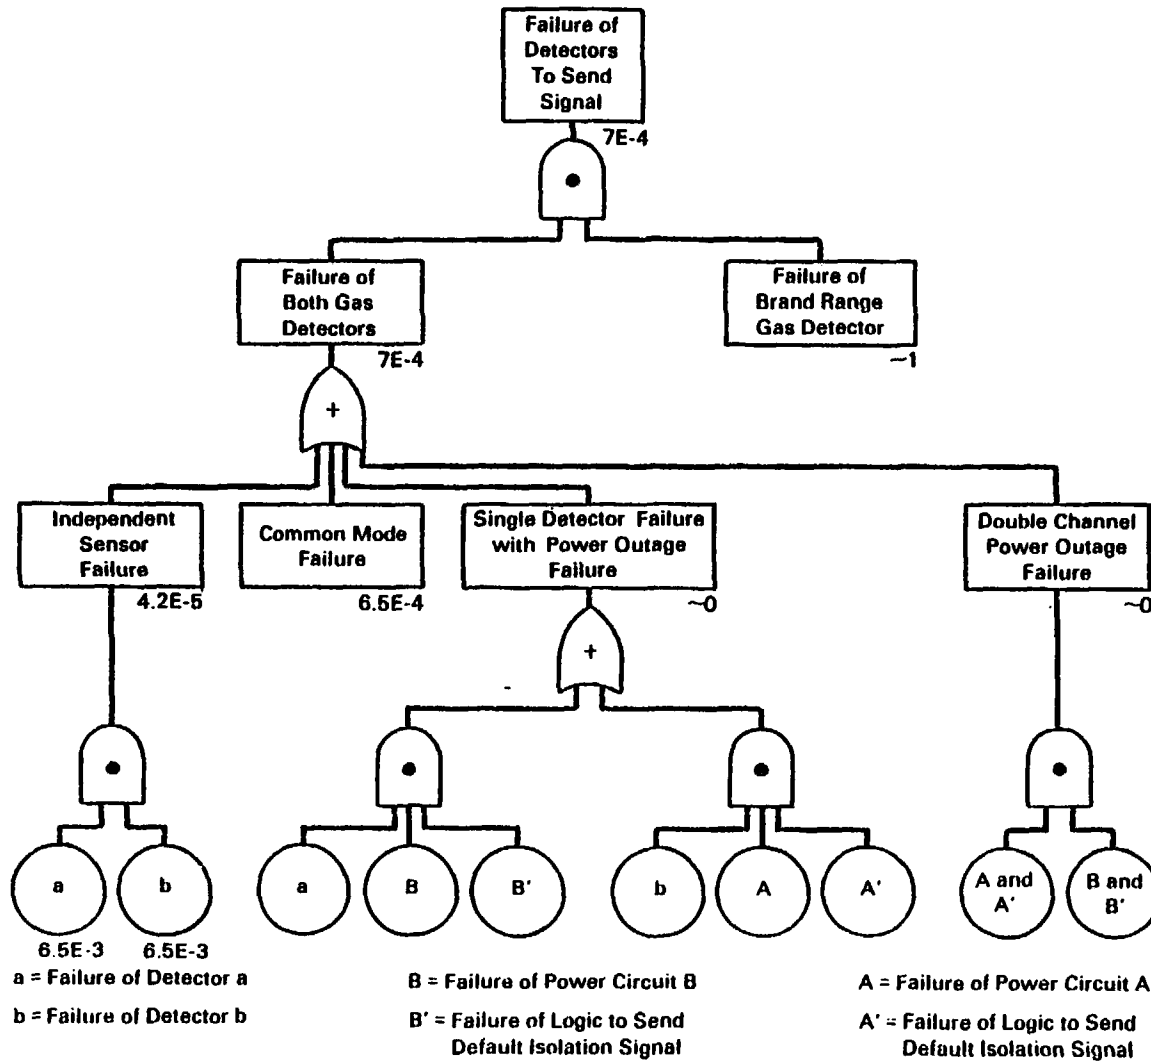 Failure of
Detectors
To Send
Signal
7E-4
•
Failure of
Both Gas
Detectors
7E-4
Failure of
Brand Range
Gas Detector
~1
+
Independent
Sensor
Failure
4.2E-5
Common Mode
Failure
6.5E-4
Single Detector Failure
with Power Outage
Failure
~0
Double Channel
Power Outage
Failure
~0
+
a
6.5E-3
b
6.5E-3
a
B
B'
b
A
A'
A and
A'
B and
B'
a = Failure of Detector a
b = Failure of Detector b
B = Failure of Power Circuit B
B' = Failure of Logic to Send
Default Isolation Signal
A = Failure of Power Circuit A
A' = Failure of Logic to Send
Default Isolation Signal